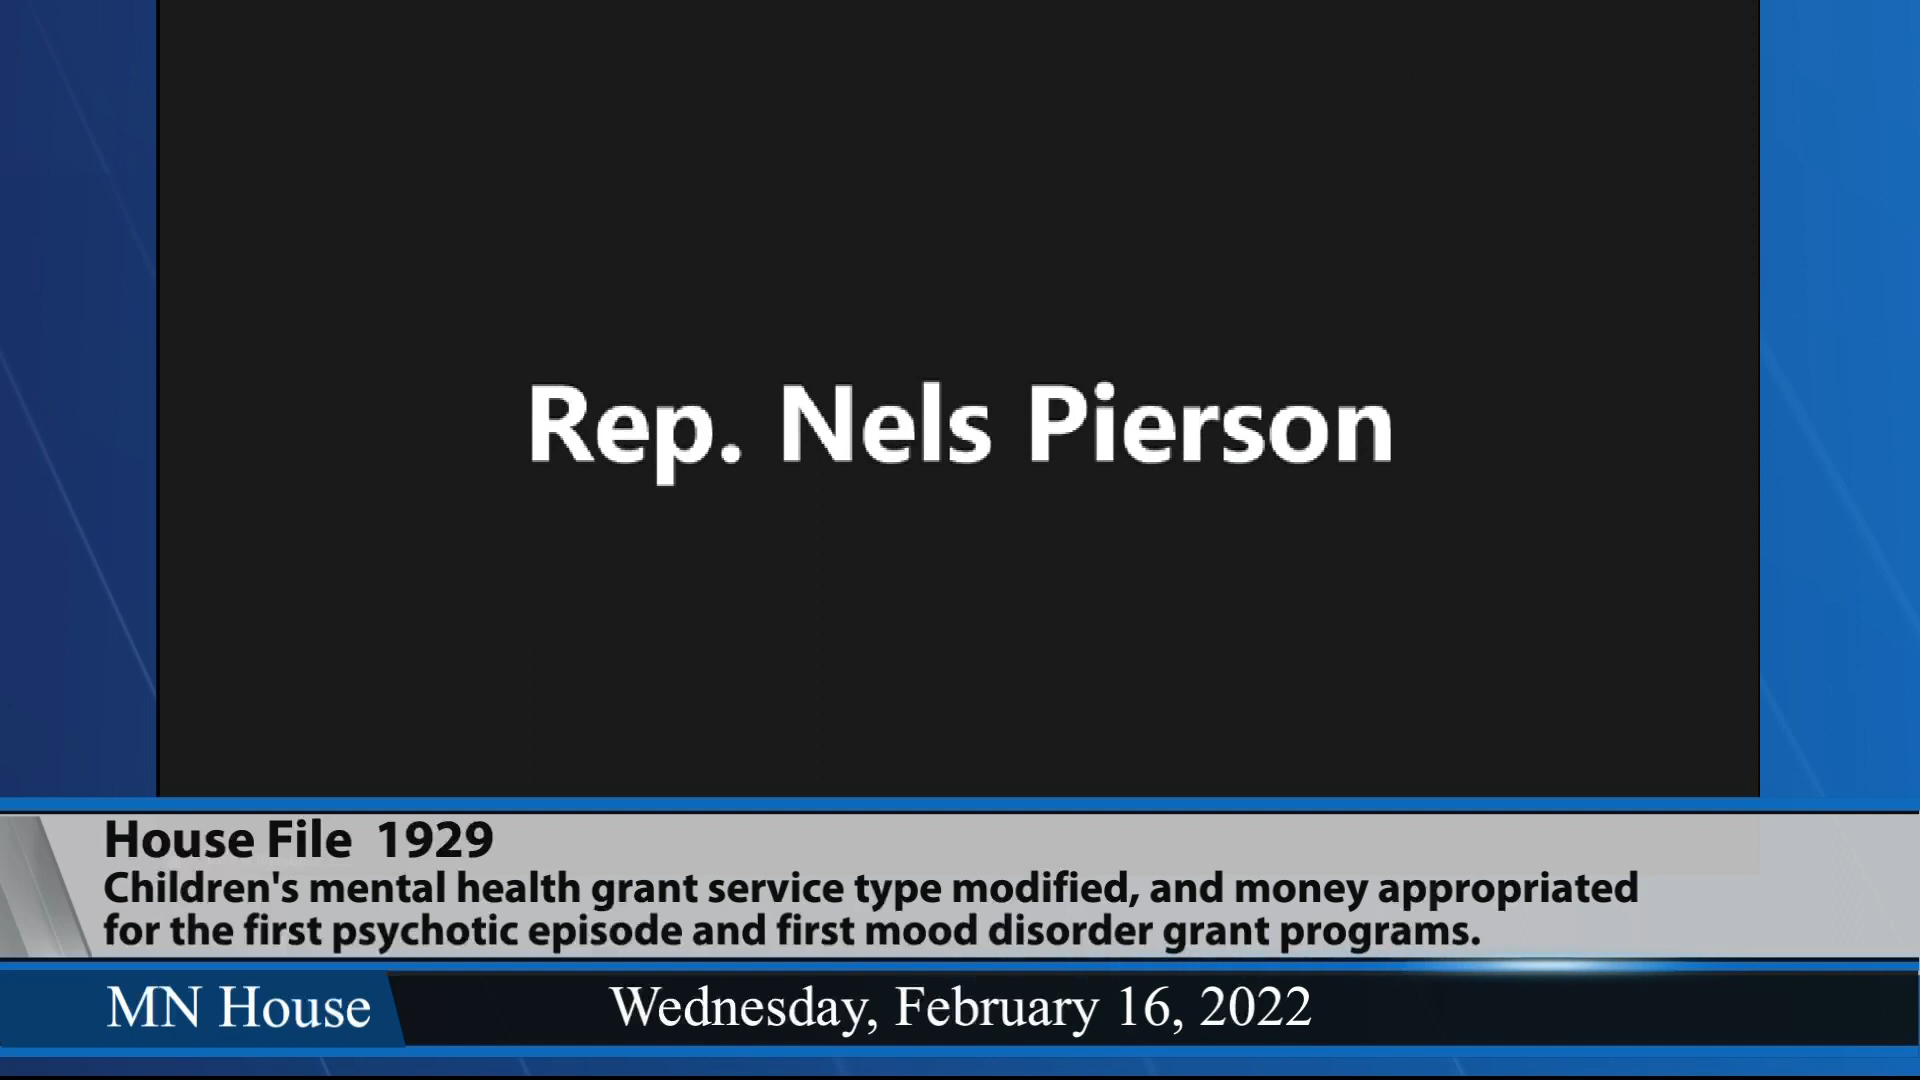 Rep. Nels Pierson
House File 1929
Children's mental health grant service type modified, and money appropriated
for the first psychotic episode and first mood disorder grant programs.
MN House
Wednesday, February 16, 2022